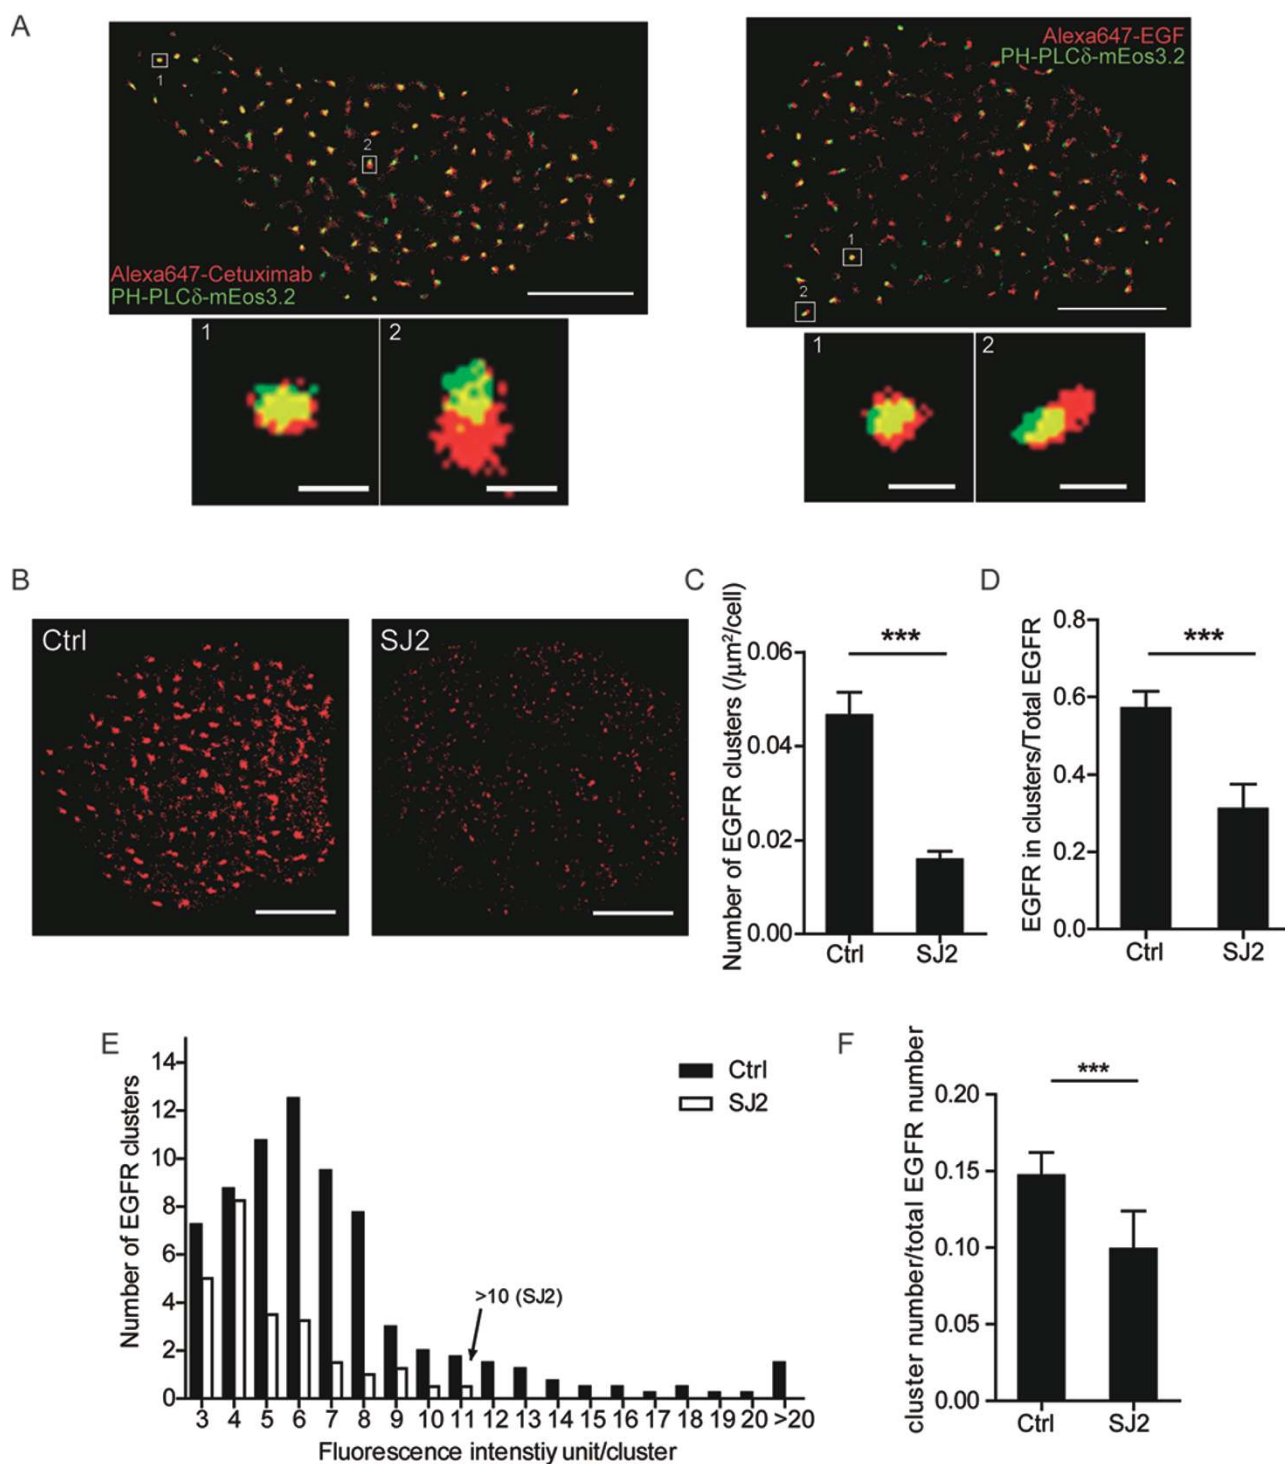 A
1
2
Alexa647-Cetuximab
PH-PLCδ-mEos3.2
1
2
Alexa647-EGF
PH-PLCδ-mEos3.2
1
2
1
2
B
Ctrl
SJ2
C
Number of EGFR clusters (/µm²/cell)
0.06
0.04
0.02
0.00
***
Ctrl
SJ2
D
EGFR in clusters/Total EGFR
0.8
0.6
0.4
0.2
0.0
***
Ctrl
SJ2
E
Number of EGFR clusters
14
12
10
8
6
4
2
0
Ctrl
SJ2
>10 (SJ2)
3 4 5 6 7 8 9 10 11 12 13 14 15 16 17 18 19 20 >20
Fluorescence intenstiy unit/cluster
F
cluster number/total EGFR number
0.20
0.15
0.10
0.05
0.00
***
Ctrl
SJ2